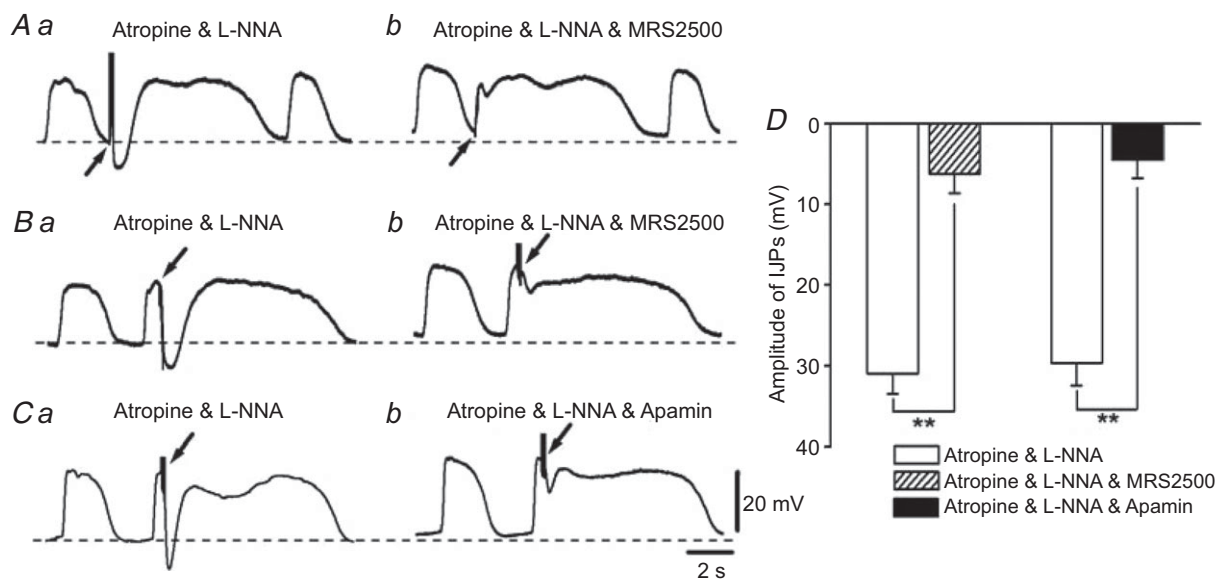 A a Atropine & L-NNA
b Atropine & L-NNA & MRS2500
B a Atropine & L-NNA
b Atropine & L-NNA & MRS2500
C a Atropine & L-NNA
b Atropine & L-NNA & Apamin
20 mV
2 s
D
Amplitude of IJPs (mV)
0
10
20
30
40
**
**
Atropine & L-NNA
Atropine & L-NNA & MRS2500
Atropine & L-NNA & Apamin